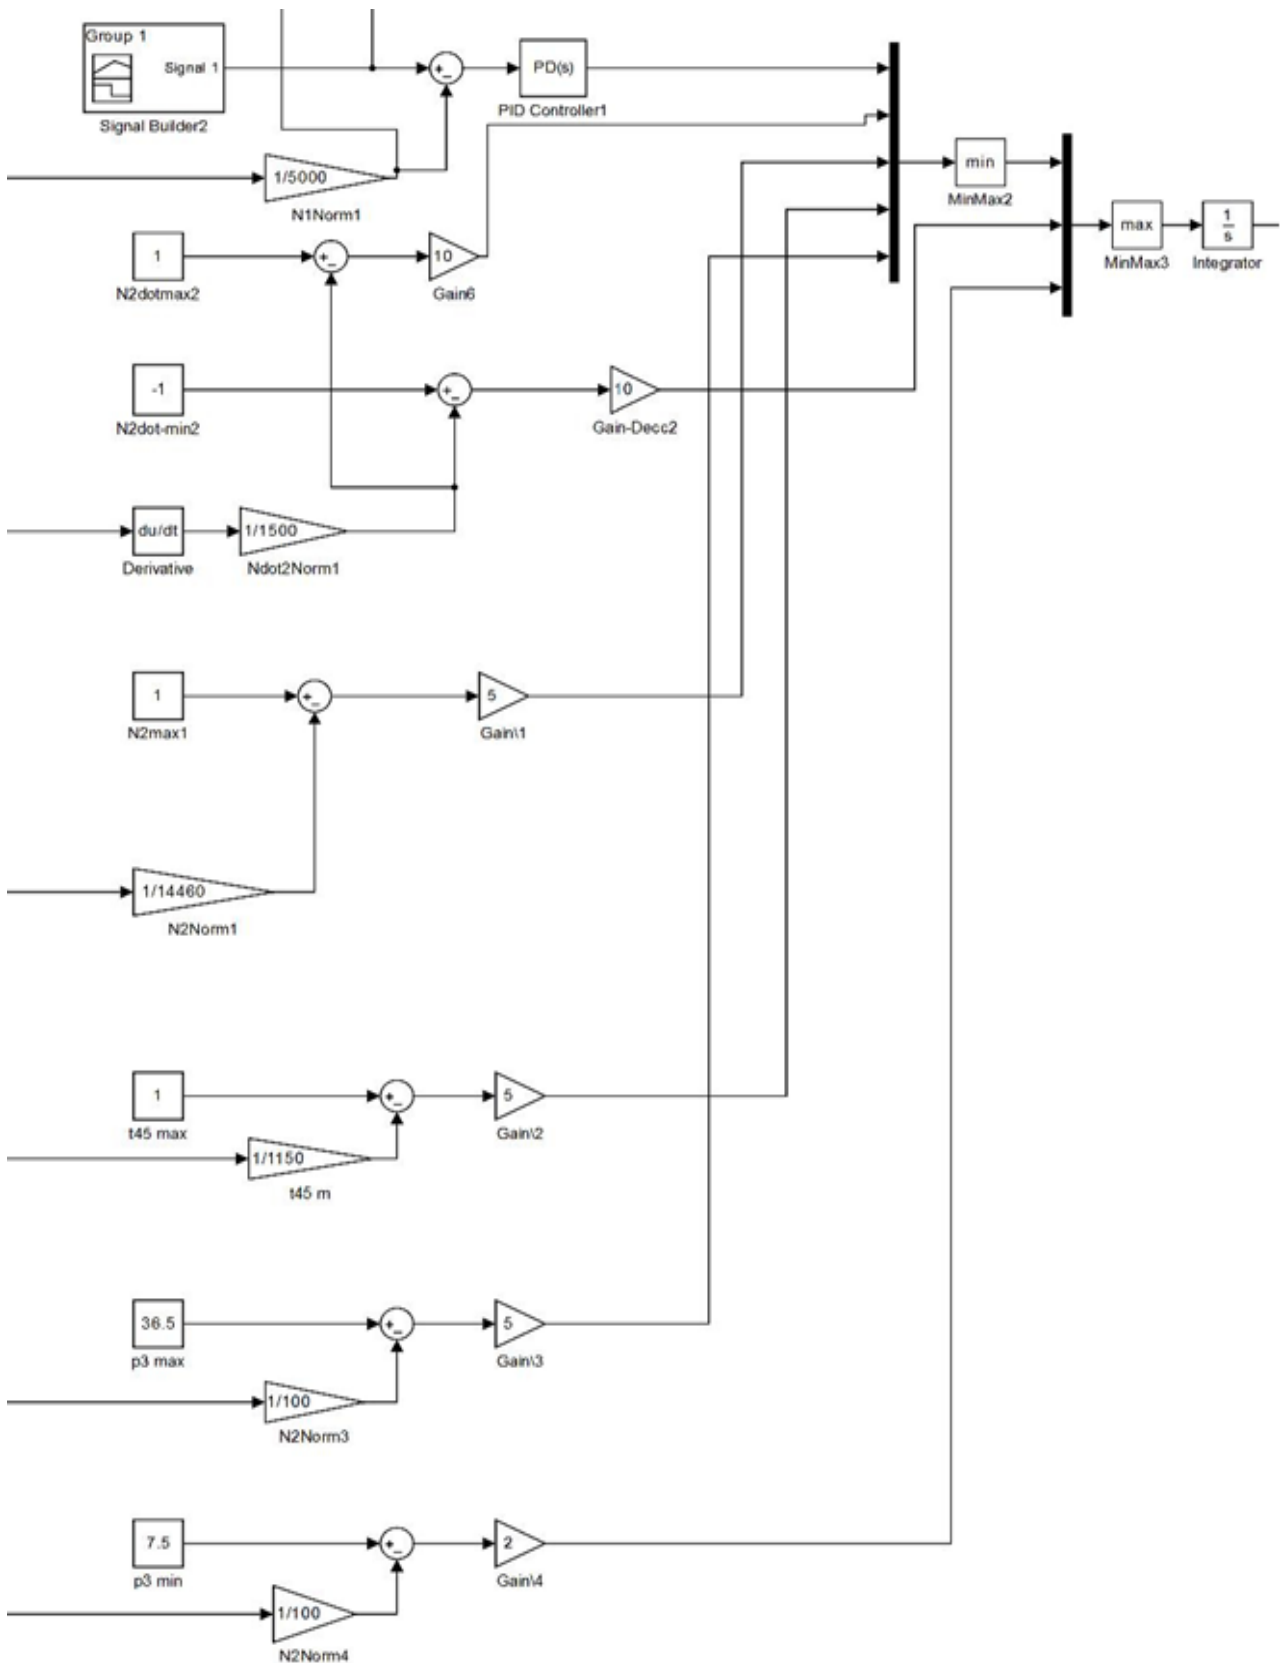 Group 1
Signal 1
Signal Builder2
+
−
PD(s)
PID Controller1
1/5000
N1Norm1
min
MinMax2
max
MinMax3
1
s
Integrator
1
N2dotmax2
+
−
10
Gain6
-1
N2dot-min2
+
−
10
Gain-Decc2
du/dt
Derivative
1/1500
Ndot2Norm1
1
N2max1
+
−
5
Gain\1
1/14460
N2Norm1
1
t45 max
+
−
5
Gain\2
1/1150
t45 m
36.5
p3 max
+
−
5
Gain\3
1/100
N2Norm3
7.5
p3 min
+
−
2
Gain\4
1/100
N2Norm4